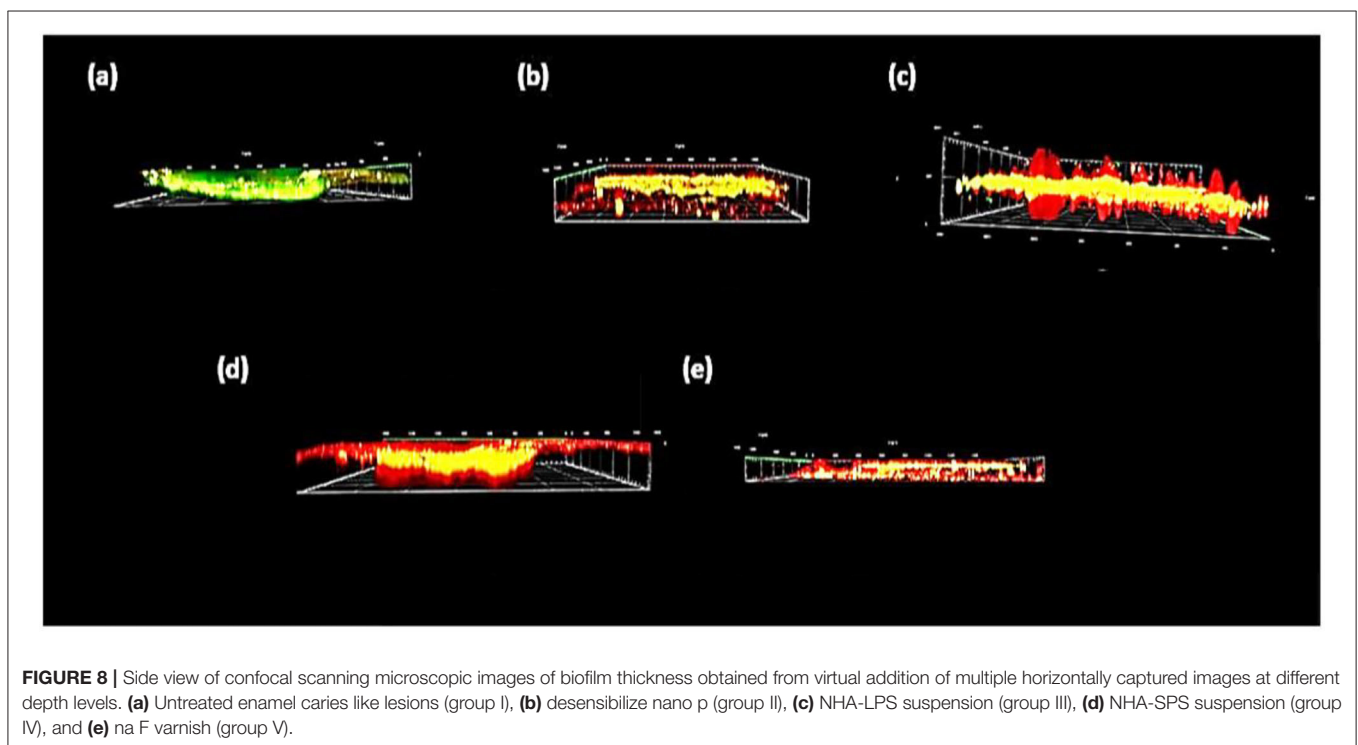 (a)
(b)
(c)
(d)
(e)
FIGURE 8 | Side view of confocal scanning microscopic images of biofilm thickness obtained from virtual addition of multiple horizontally captured images at different
depth levels. (a) Untreated enamel caries like lesions (group I), (b) desensibilize nano p (group II), (c) NHA-LPS suspension (group III), (d) NHA-SPS suspension (group
IV), and (e) na F varnish (group V).